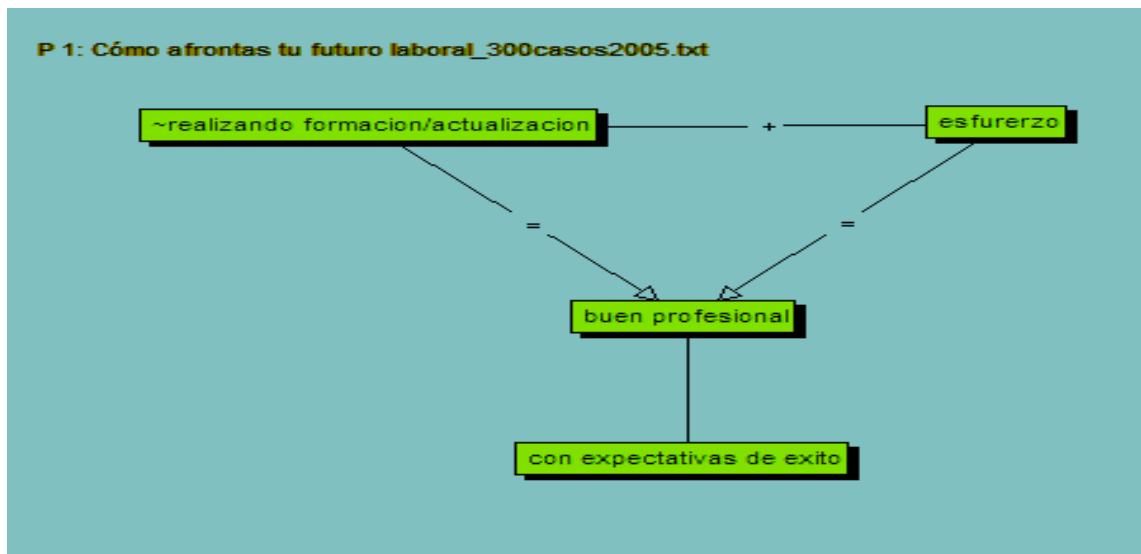 P 1: Cómo afrontas tu futuro laboral_300casos2005.txt
~realizando formacion/actualizacion
+
esfurerzo
=
=
buen profesional
con expectativas de exito